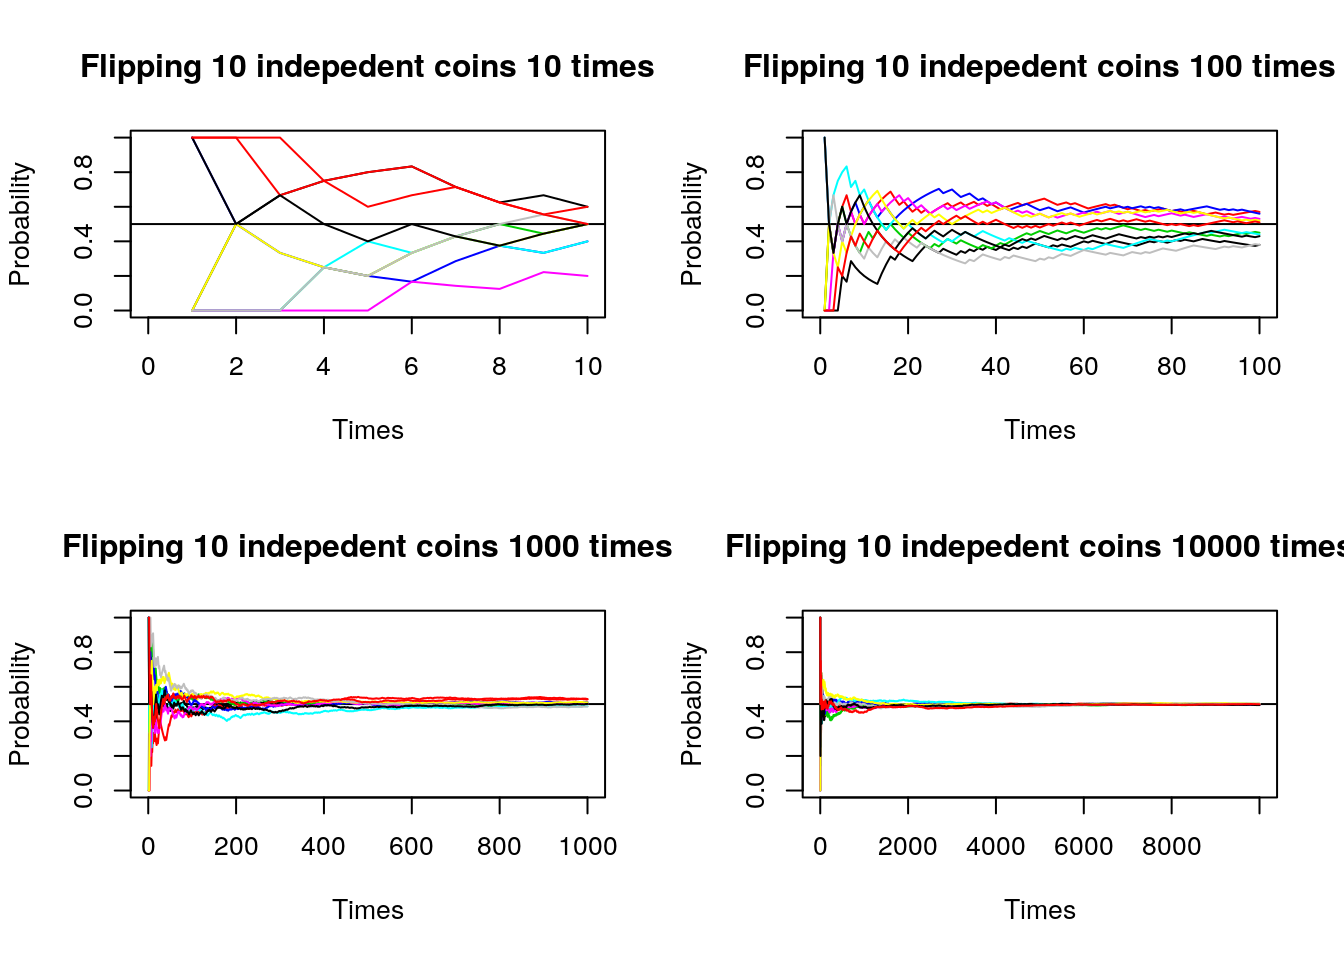 Flipping 10 indepedent coins 10 times
Probability
0.0 0.4 0.8
0 2 4 6 8 10
Times
Flipping 10 indepedent coins 100 times
Probability
0.0 0.4 0.8
0 20 40 60 80 100
Times
Flipping 10 indepedent coins 1000 times
Probability
0.0 0.4 0.8
0 200 400 600 800 1000
Times
Flipping 10 indepedent coins 10000 times
Probability
0.0 0.4 0.8
0 2000 4000 6000 8000
Times